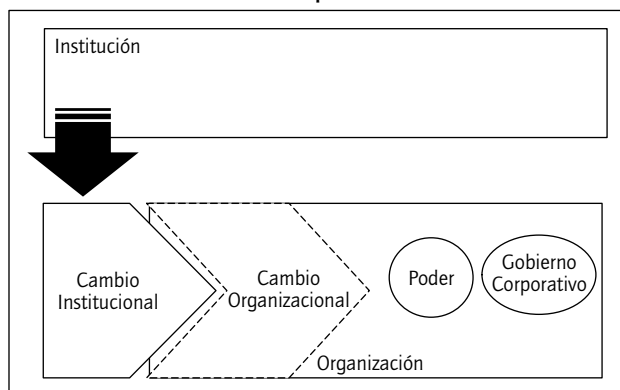 Institución
Cambio
Institucional
Cambio
Organizacional
Poder
Gobierno
Corporativo
Organización